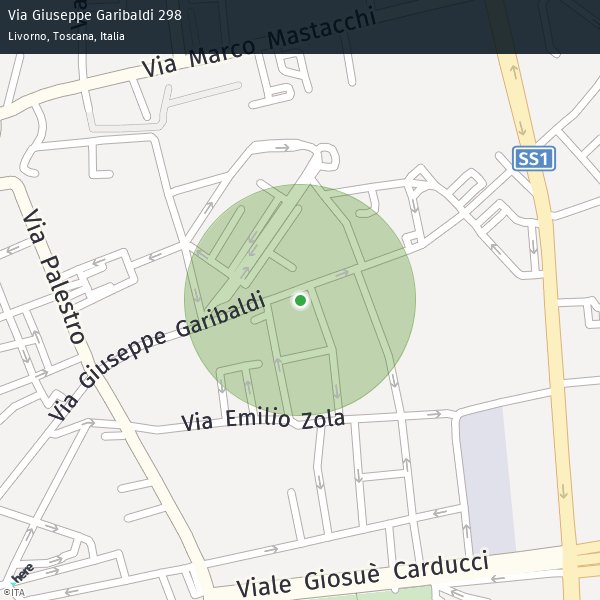 Via Giuseppe Garibaldi 298
Livorno, Toscana, Italia
Via Marco Mastacchi
SS1
Via Palestro
Via Giuseppe Garibaldi
Via Emilio Zola
Viale Giosuè Carducci
here
©ITA